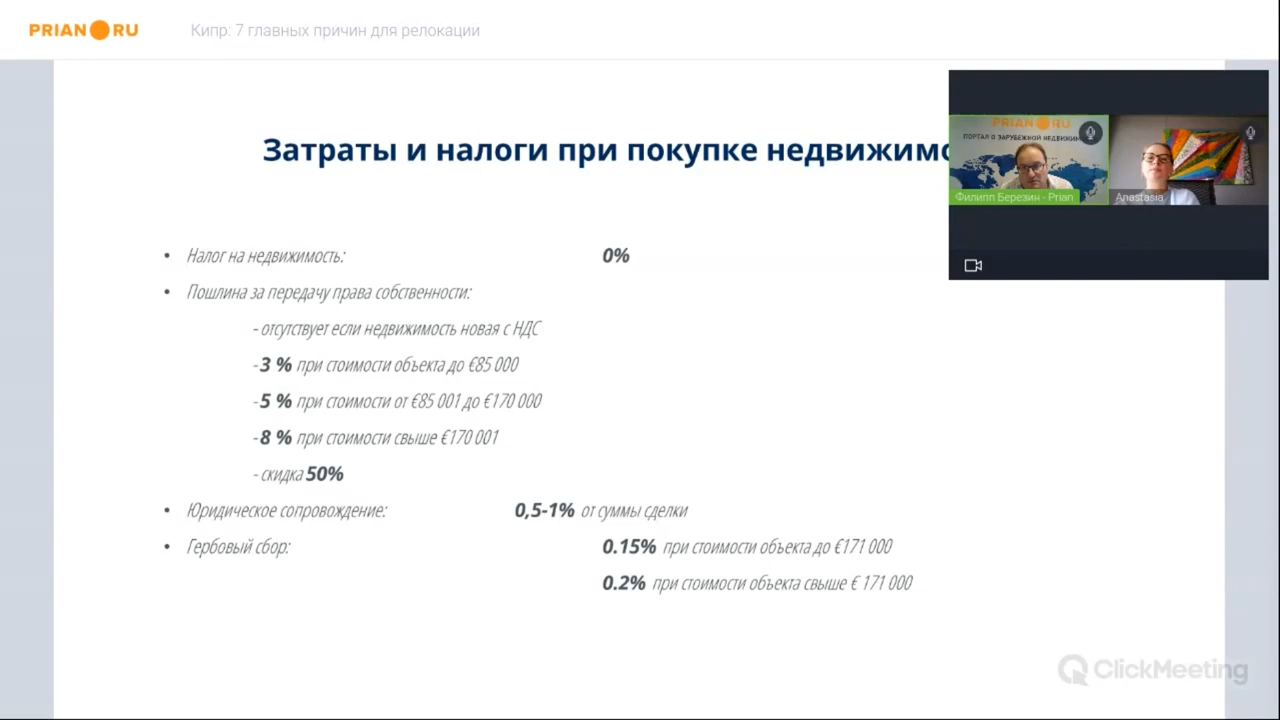 PRIAN RU
Кипр: 7 главных причин для релокации
Затраты и налоги при покупке недвижимо
PRIAN RU
ПОРТАЛ О ЗАРУБЕЖНОЙ НЕДВИЖИМ
Филипп Березин - Prian
Anastasia
• Налог на недвижимость: 0%
• Пошлина за передачу права собственности:
- отсутствует если недвижимость новая с НДС
- 3 % при стоимости объекта до €85 000
- 5 % при стоимости от €85 001 до €170 000
- 8 % при стоимости свыше €170 001
- скидка 50%
• Юридическое сопровождение: 0,5-1% от суммы сделки
• Гербовый сбор: 0.15% при стоимости объекта до €171 000
0.2% при стоимости объекта свыше € 171 000
ClickMeeting